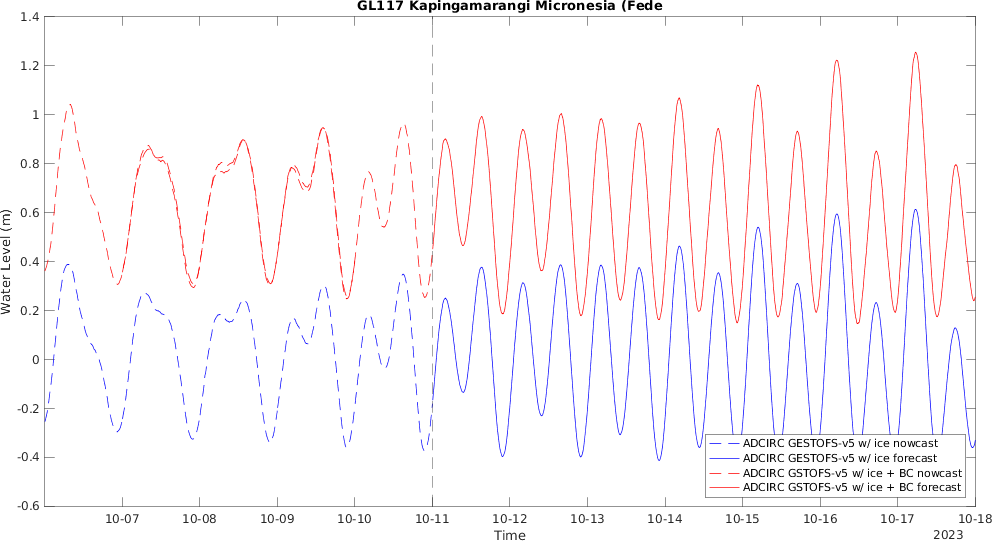 GL117 Kapingamarangi Micronesia (Fede
1.4
1.2
1
0.8
0.6
0.4
0.2
0
-0.2
-0.4
-0.6
Water Level (m)
ADCIRC GESTOFS-v5 w/ ice nowcast
ADCIRC GESTOFS-v5 w/ ice forecast
ADCIRC GSTOFS-v5 w/ ice + BC nowcast
ADCIRC GSTOFS-v5 w/ ice + BC forecast
10-07 10-08 10-09 10-10 10-11 10-12 10-13 10-14 10-15 10-16 10-17 10-18
Time
2023